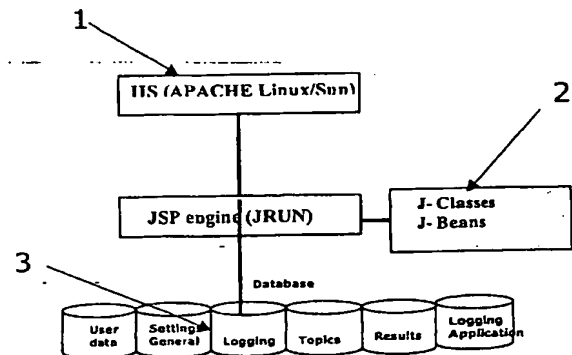 1
IIS (APACHE Linux/Sun)
2
JSP engine (JRUN)
J- Classes
J- Beans
3
Database
User data
Settings General
Logging
Topics
Results
Logging Application